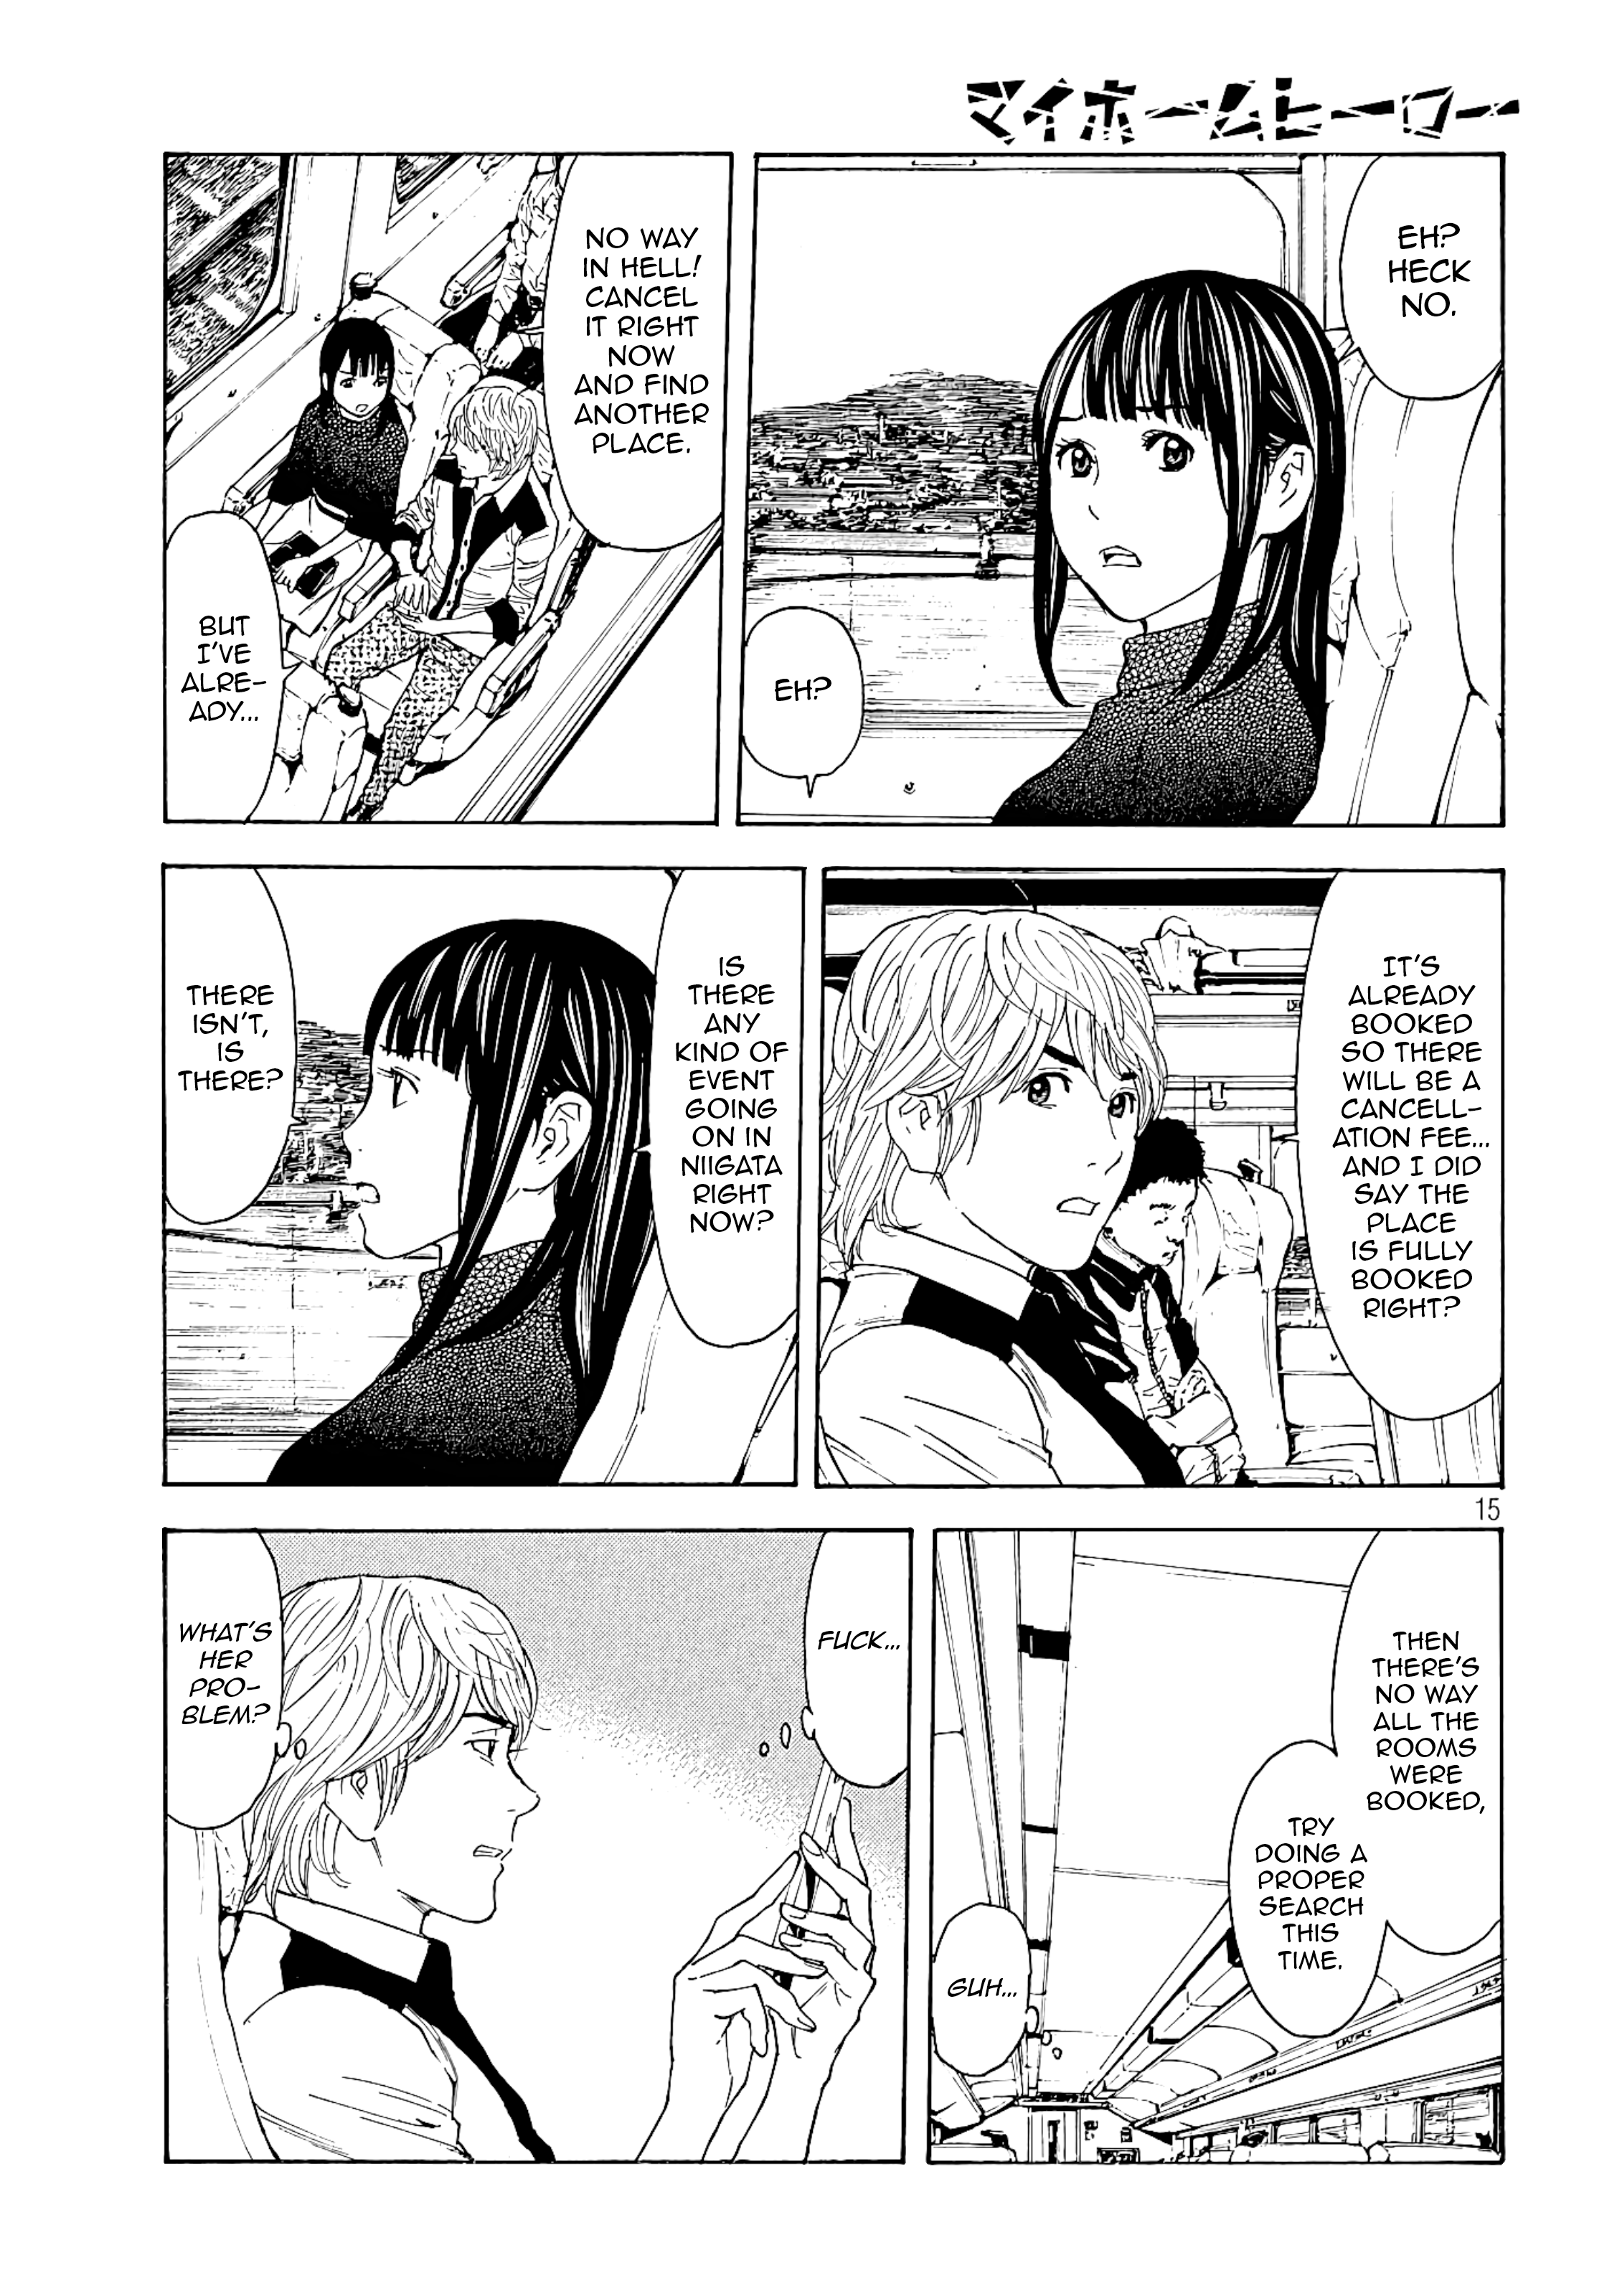 マイホームヒーロー
EH?
HECK
NO.
EH?
NO WAY
IN HELL!
CANCEL
IT RIGHT
NOW
AND FIND
ANOTHER
PLACE.
BUT
I'VE
ALRE-
ADY...
IT'S
ALREADY
BOOKED
SO THERE
WILL BE A
CANCELL-
ATION FEE...
AND I DID
SAY THE
PLACE
IS FULLY
BOOKED
RIGHT?
IS
THERE
ANY
KIND OF
EVENT
GOING
ON IN
NIIGATA
RIGHT
NOW?
THERE
ISN'T,
IS
THERE?
15
THEN
THERE'S
NO WAY
ALL THE
ROOMS
WERE
BOOKED,
TRY
DOING A
PROPER
SEARCH
THIS
TIME.
GUH...
FUCK...
WHAT'S
HER
PRO-
BLEM?